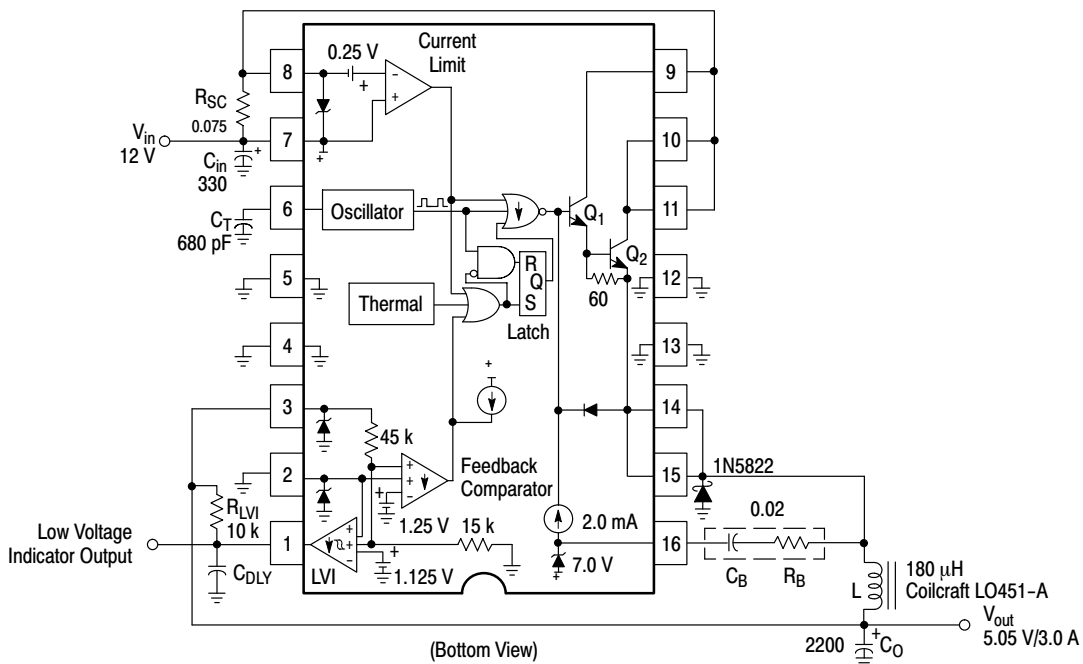 8
0.25 V
+
−
+
Current
Limit
9
RSC
0.075
Vin
12 V
7
+
Cin
330
+
10
CT
680 pF
6
Oscillator
Q1
11
5
R
Q
S
Latch
Q2
60
12
Thermal
4
13
+
3
45 k
14
2
+
+
−
+
Feedback
Comparator
1N5822
15
RLVI
10 k
1.25 V
15 k
2.0 mA
0.02
16
Low Voltage
Indicator Output
1
+
+
−
+
CDLY
LVI
1.125 V
7.0 V
+
CB
RB
L
180 µH
Coilcraft LO451−A
(Bottom View)
2200
+
CO
Vout
5.05 V/3.0 A